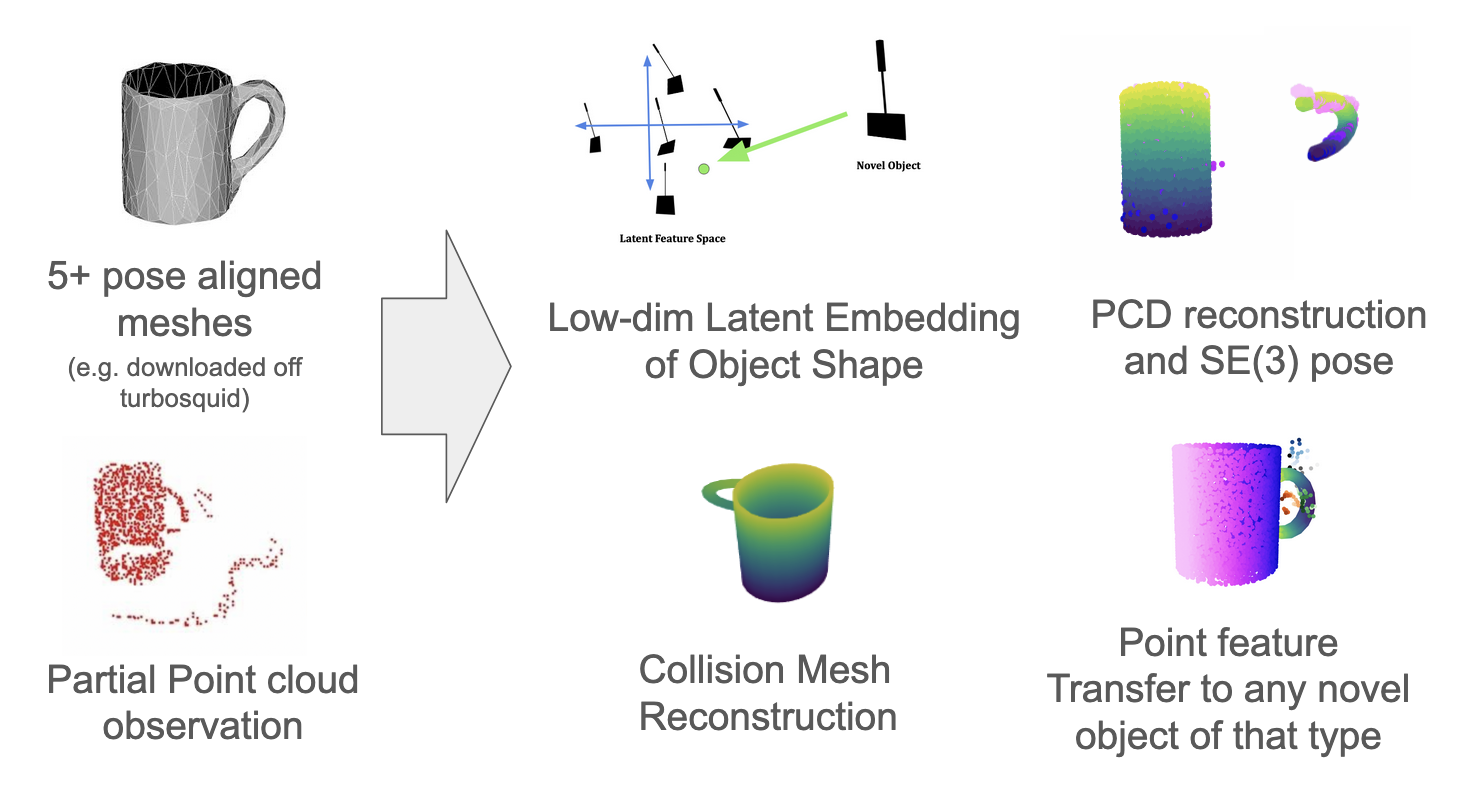 5+ pose aligned
meshes
(e.g. downloaded off
turbosquid)
Partial Point cloud
observation
Novel Object
Latent Feature Space
Low-dim Latent Embedding
of Object Shape
PCD reconstruction
and SE(3) pose
Collision Mesh
Reconstruction
Point feature
Transfer to any novel
object of that type